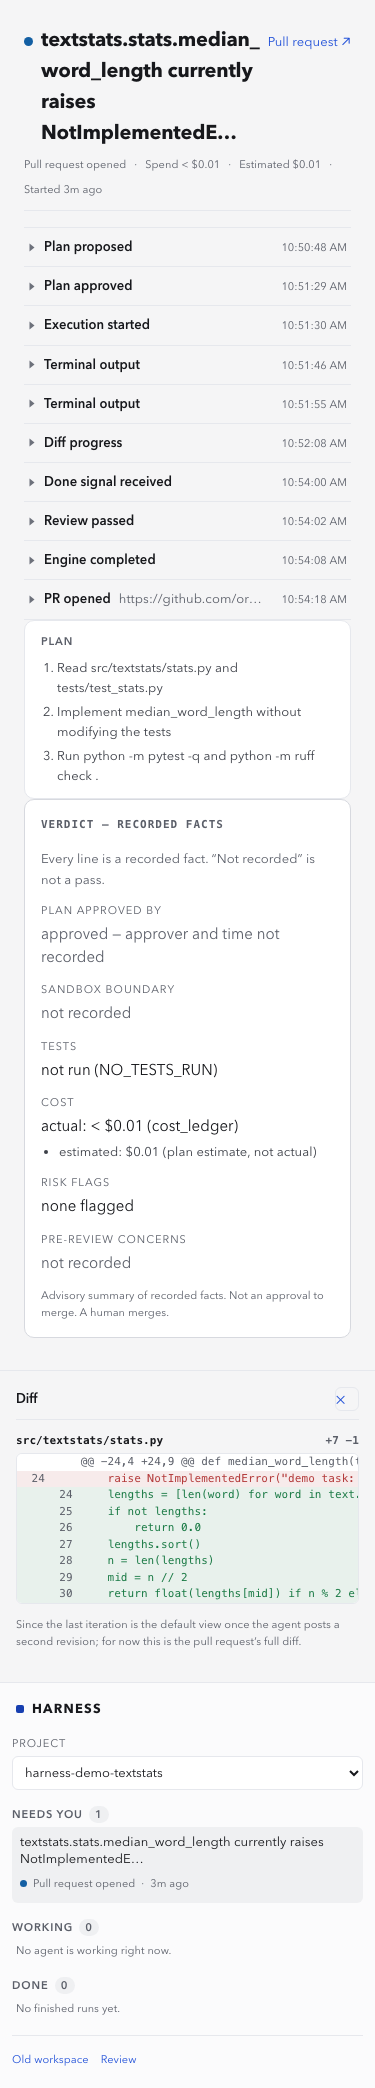 textstats.stats.median_
Pull request ↗
word_length currently
raises
NotImplementedE…
Pull request opened · Spend < $0.01 · Estimated $0.01 ·
Started 3m ago
Plan proposed 10:50:48 AM
Plan approved 10:51:29 AM
Execution started 10:51:30 AM
Terminal output 10:51:46 AM
Terminal output 10:51:55 AM
Diff progress 10:52:08 AM
Done signal received 10:54:00 AM
Review passed 10:54:02 AM
Engine completed 10:54:08 AM
PR opened https://github.com/or… 10:54:18 AM
PLAN
1. Read src/textstats/stats.py and
tests/test_stats.py
2. Implement median_word_length without
modifying the tests
3. Run python -m pytest -q and python -m ruff
check .
VERDICT — RECORDED FACTS
Every line is a recorded fact. “Not recorded” is
not a pass.
PLAN APPROVED BY
approved — approver and time not
recorded
SANDBOX BOUNDARY
not recorded
TESTS
not run (NO_TESTS_RUN)
COST
actual: < $0.01 (cost_ledger)
• estimated: $0.01 (plan estimate, not actual)
RISK FLAGS
none flagged
PRE-REVIEW CONCERNS
not recorded
Advisory summary of recorded facts. Not an approval to
merge. A human merges.
Diff ×
src/textstats/stats.py +7 −1
@@ −24,4 +24,9 @@ def median_word_length(
24 raise NotImplementedError("demo task:
24 lengths = [len(word) for word in text.
25 if not lengths:
26 return 0.0
27 lengths.sort()
28 n = len(lengths)
29 mid = n // 2
30 return float(lengths[mid]) if n % 2
Since the last iteration is the default view once the agent posts a
second revision; for now this is the pull request's full diff.
HARNESS
PROJECT
harness-demo-textstats
NEEDS YOU 1
textstats.stats.median_word_length currently raises
NotImplementedE…
Pull request opened · 3m ago
WORKING 0
No agent is working right now.
DONE 0
No finished runs yet.
Old workspace Review